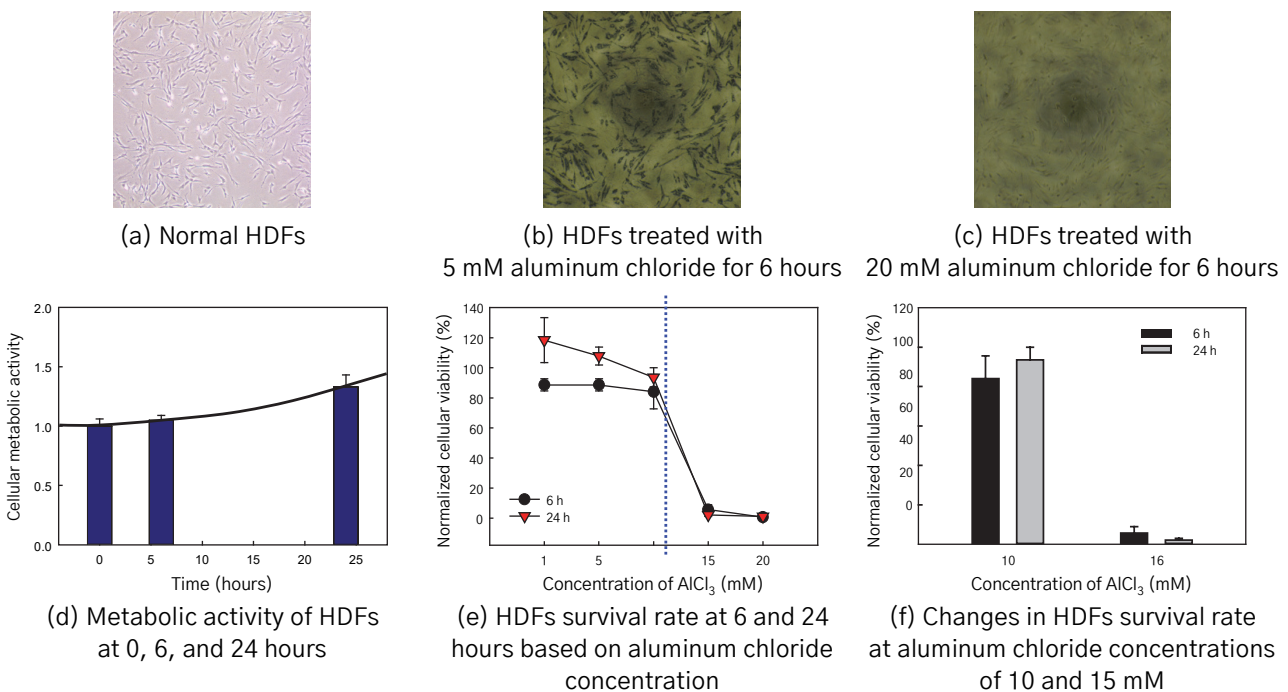 (a) Normal HDFs
(b) HDFs treated with
5 mM aluminum chloride for 6 hours
(c) HDFs treated with
20 mM aluminum chloride for 6 hours
Cellular metabolic activity
2.0
1.5
1.0
0.5
0.0
0 5 10 15 20 25
Time (hours)
(d) Metabolic activity of HDFs
at 0, 6, and 24 hours
Normalized cellular viability (%)
140
120
100
80
60
40
20
0
6 h
24 h
1 5 15 20
Concentration of AlCl₃ (mM)
(e) HDFs survival rate at 6 and 24
hours based on aluminum chloride
concentration
Normalized cellular viability (%)
120
100
80
60
40
20
0
6 h
24 h
10 16
Concentration of AlCl₃ (mM)
(f) Changes in HDFs survival rate
at aluminum chloride concentrations
of 10 and 15 mM